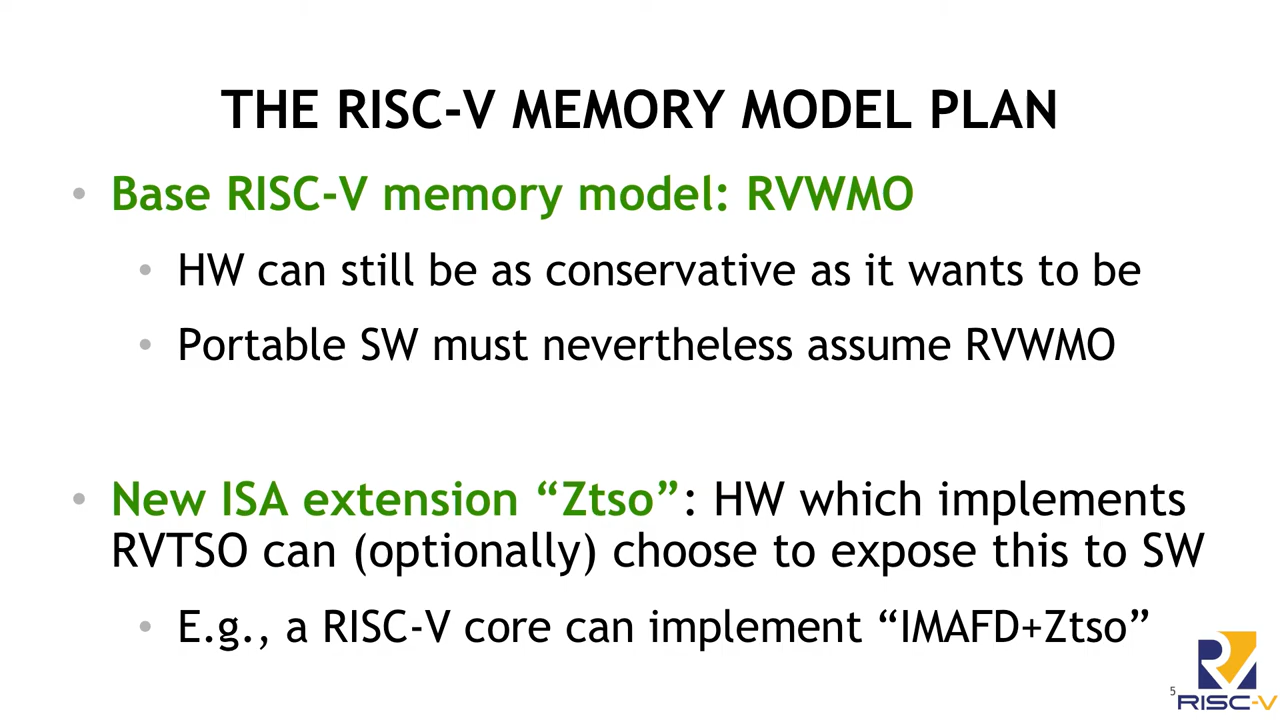 THE RISC-V MEMORY MODEL PLAN
• Base RISC-V memory model: RVWMO
• HW can still be as conservative as it wants to be
• Portable SW must nevertheless assume RVWMO
• New ISA extension “Ztso”: HW which implements
RVTSO can (optionally) choose to expose this to SW
• E.g., a RISC-V core can implement “IMAFD+Ztso”
5
RISC-V